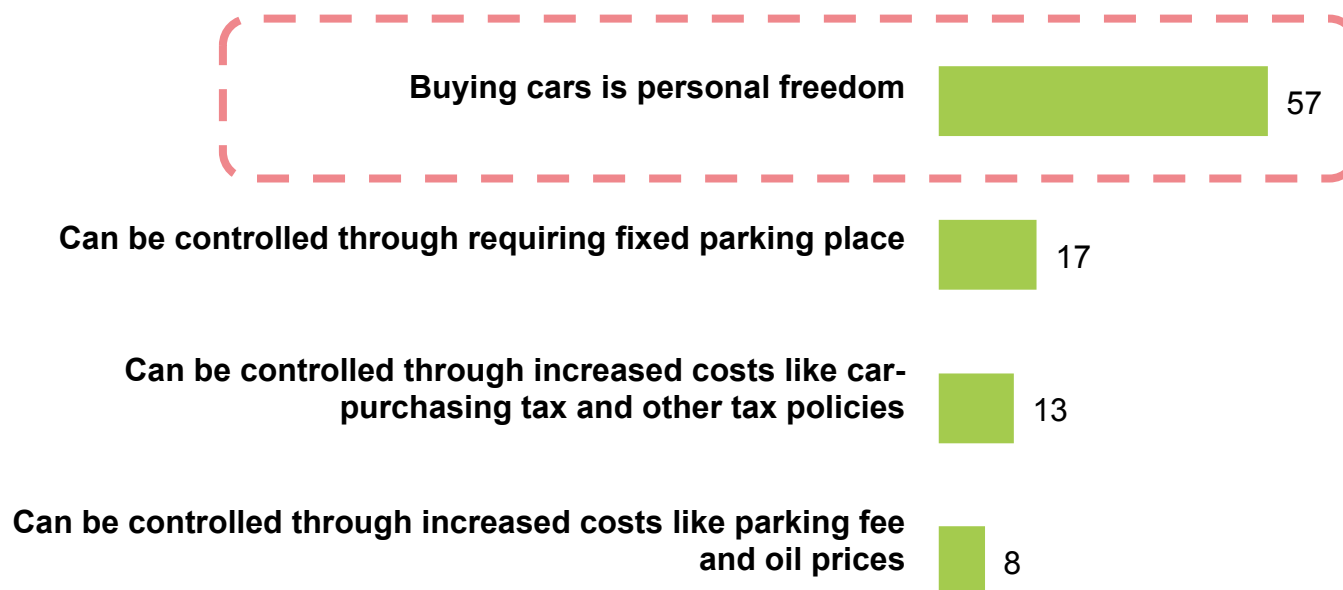 Buying cars is personal freedom
57
Can be controlled through requiring fixed parking place
17
Can be controlled through increased costs like car-
purchasing tax and other tax policies
13
Can be controlled through increased costs like parking fee
and oil prices
8